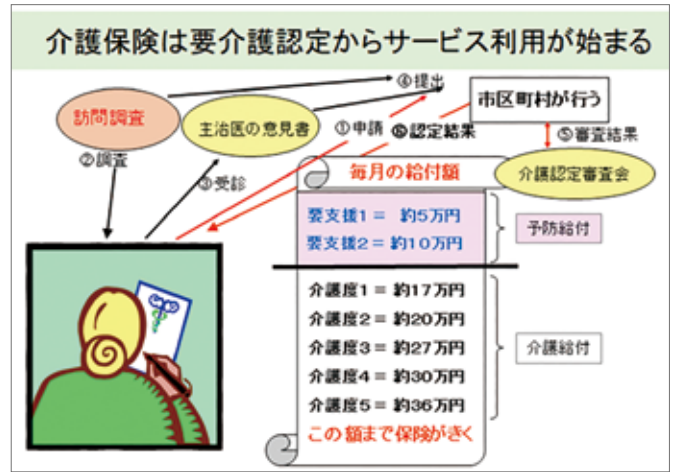 介護保険は要介護認定からサービス利用が始まる
④提出
訪問調査
主治医の意見書
市区町村が行う
①申請
⑥認定結果
⑤審査結果
②調査
③受診
毎月の給付額
介護認定審査会
要支援1＝ 約5万円
要支援2＝約10万円
予防給付
介護度1＝約17万円
介護度2＝約20万円
介護度3＝約27万円
介護度4＝約30万円
介護度5＝約36万円
介護給付
この額まで保険がきく